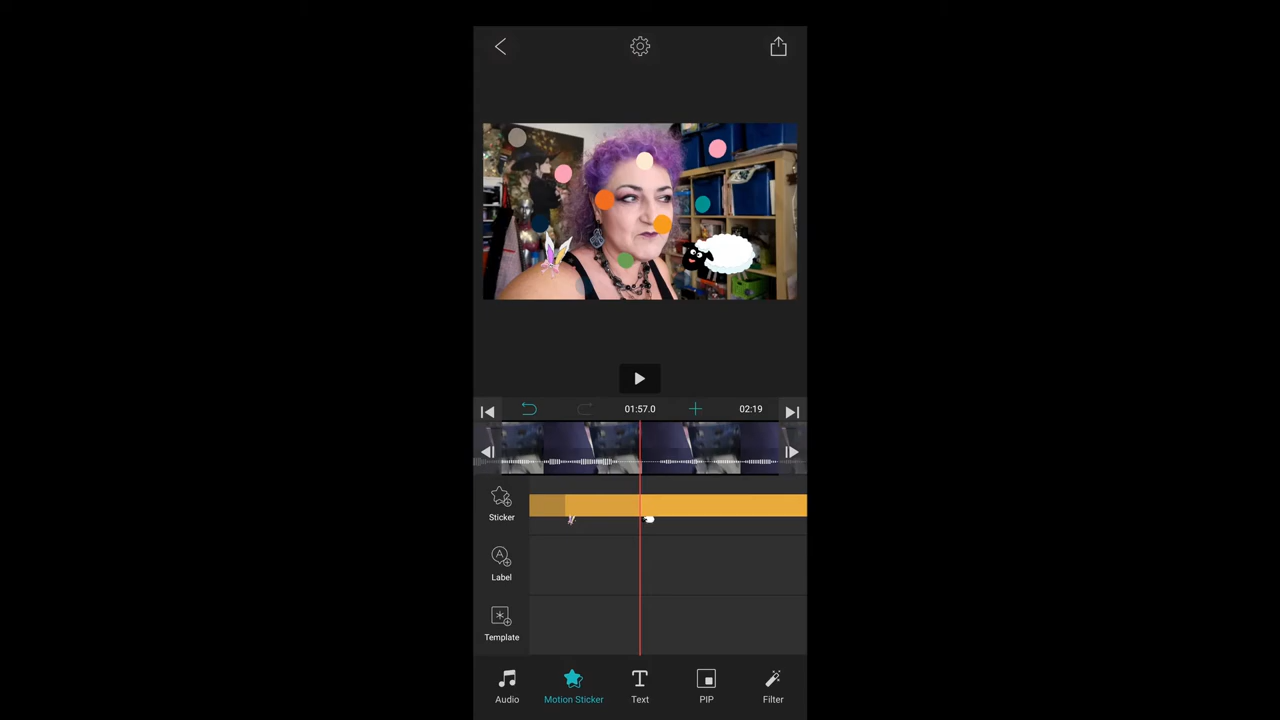 01:57.0
02:19
Sticker
Label
A
Template
Audio
Motion Sticker
Text
PIP
Filter